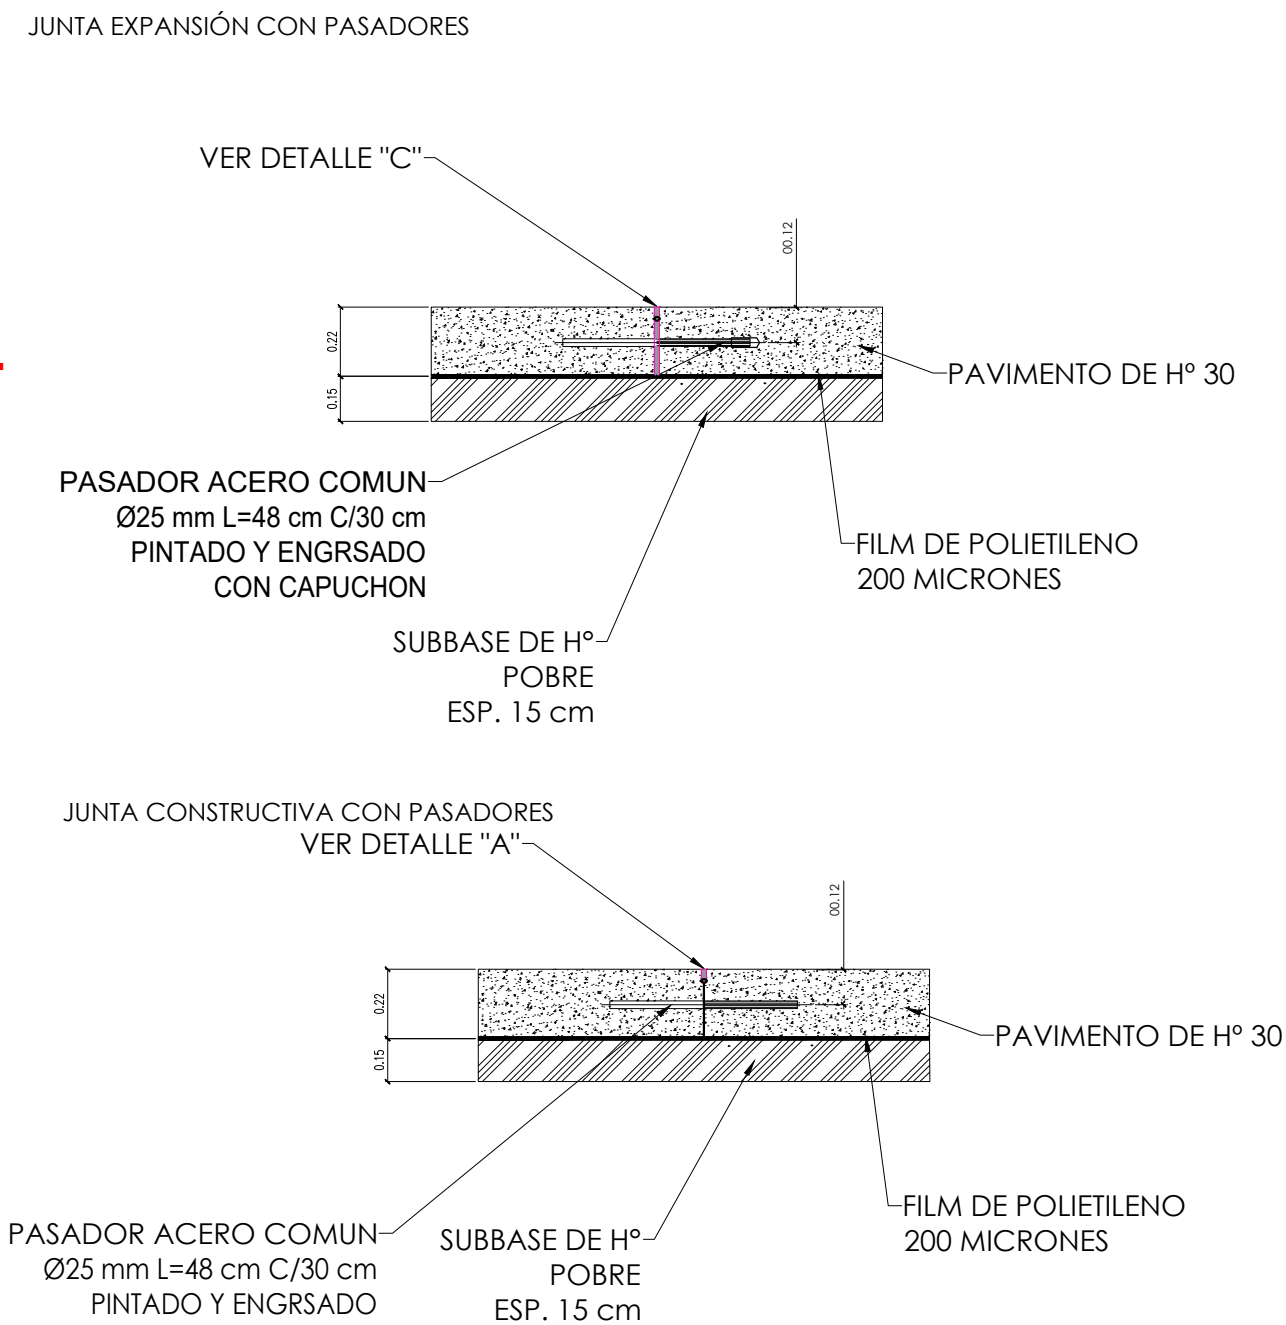 JUNTA EXPANSIÓN CON PASADORES
VER DETALLE "C"
00.12
0.22
0.15
PAVIMENTO DE Hº 30
PASADOR ACERO COMUN
Ø25 mm L=48 cm C/30 cm
PINTADO Y ENGRSADO
CON CAPUCHON
FILM DE POLIETILENO
200 MICRONES
SUBBASE DE Hº
POBRE
ESP. 15 cm
JUNTA CONSTRUCTIVA CON PASADORES
VER DETALLE "A"
00.12
0.22
0.15
PAVIMENTO DE Hº 30
PASADOR ACERO COMUN
Ø25 mm L=48 cm C/30 cm
PINTADO Y ENGRSADO
SUBBASE DE Hº
POBRE
ESP. 15 cm
FILM DE POLIETILENO
200 MICRONES